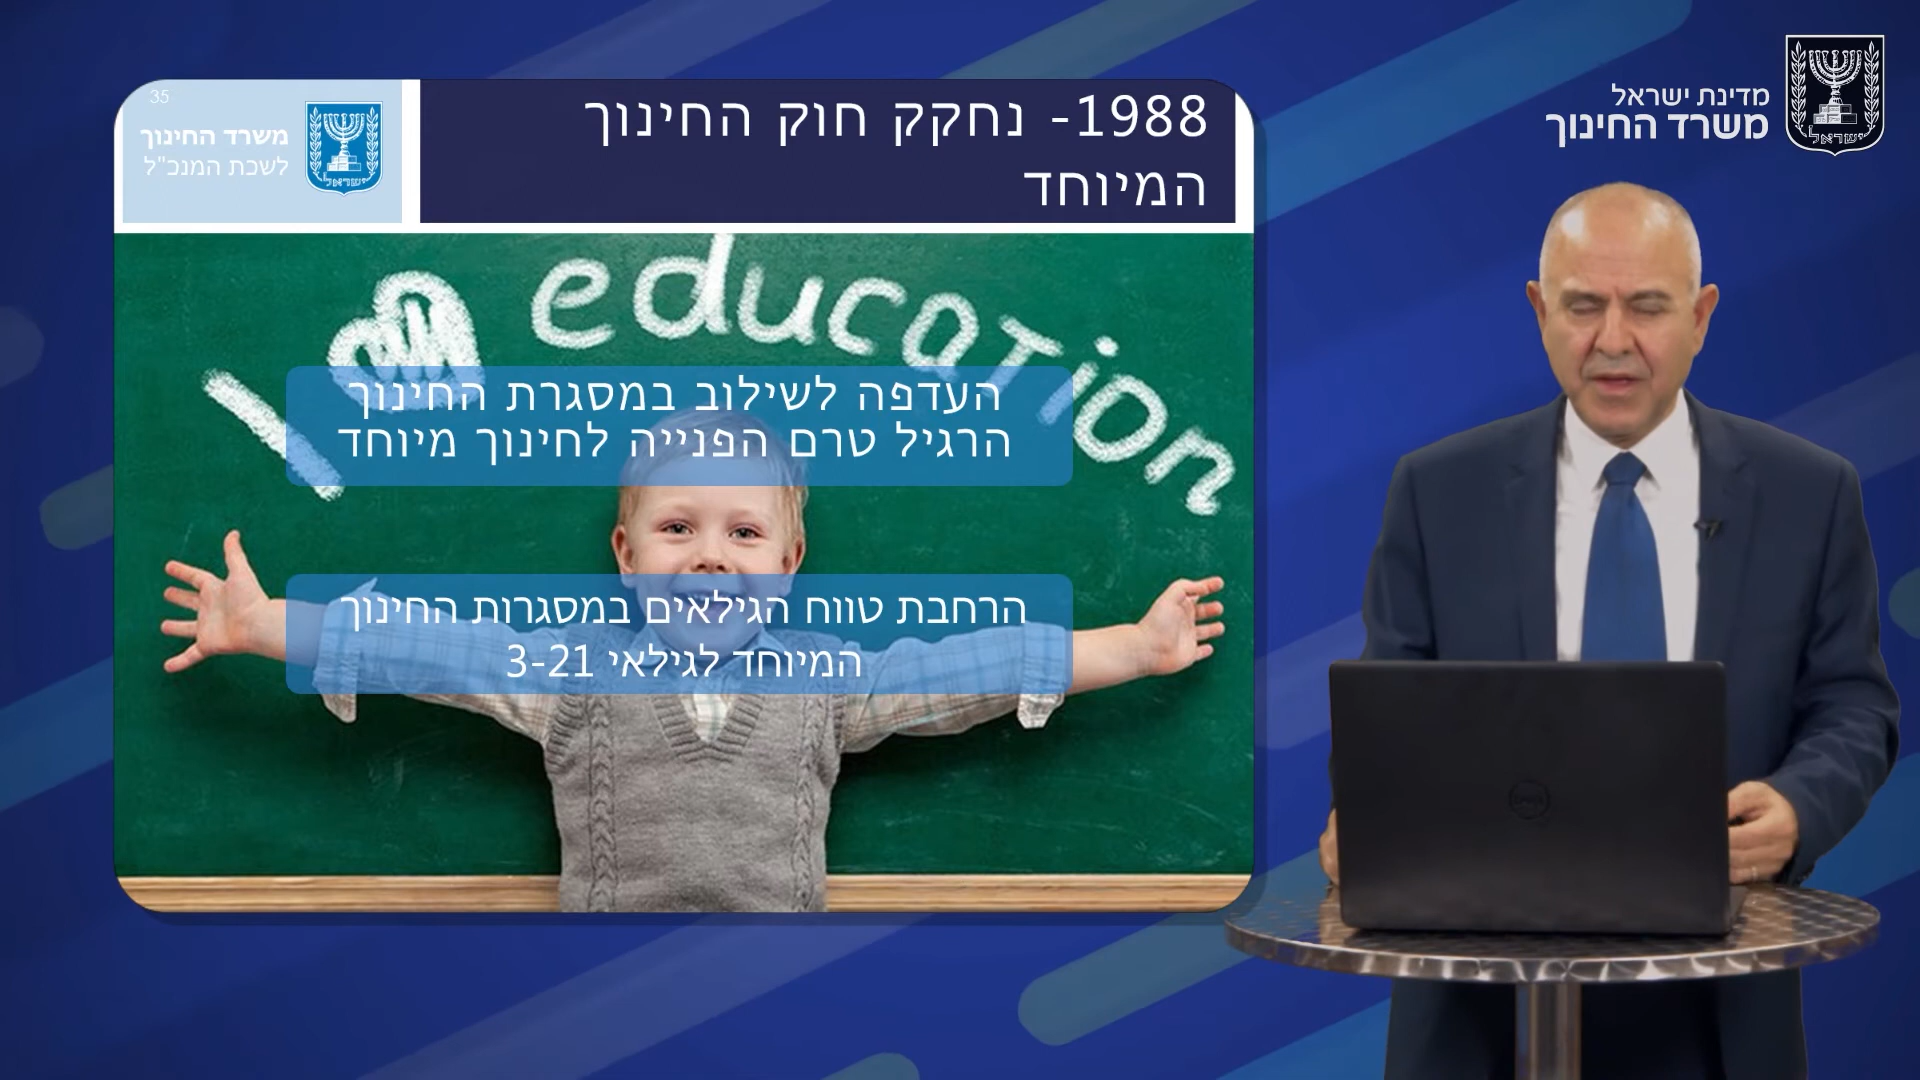 מדינת ישראל
משרד החינוך
35
משרד החינוך
לשכת המנכ"ל
1988- נחקק חוק החינוך
המיוחד
I education
העדפה לשילוב במסגרת החינוך
הרגיל טרם הפנייה לחינוך מיוחד
הרחבת טווח הגילאים במסגרות החינוך
המיוחד לגילאי 3-21
ישראל
ישראל
DELL